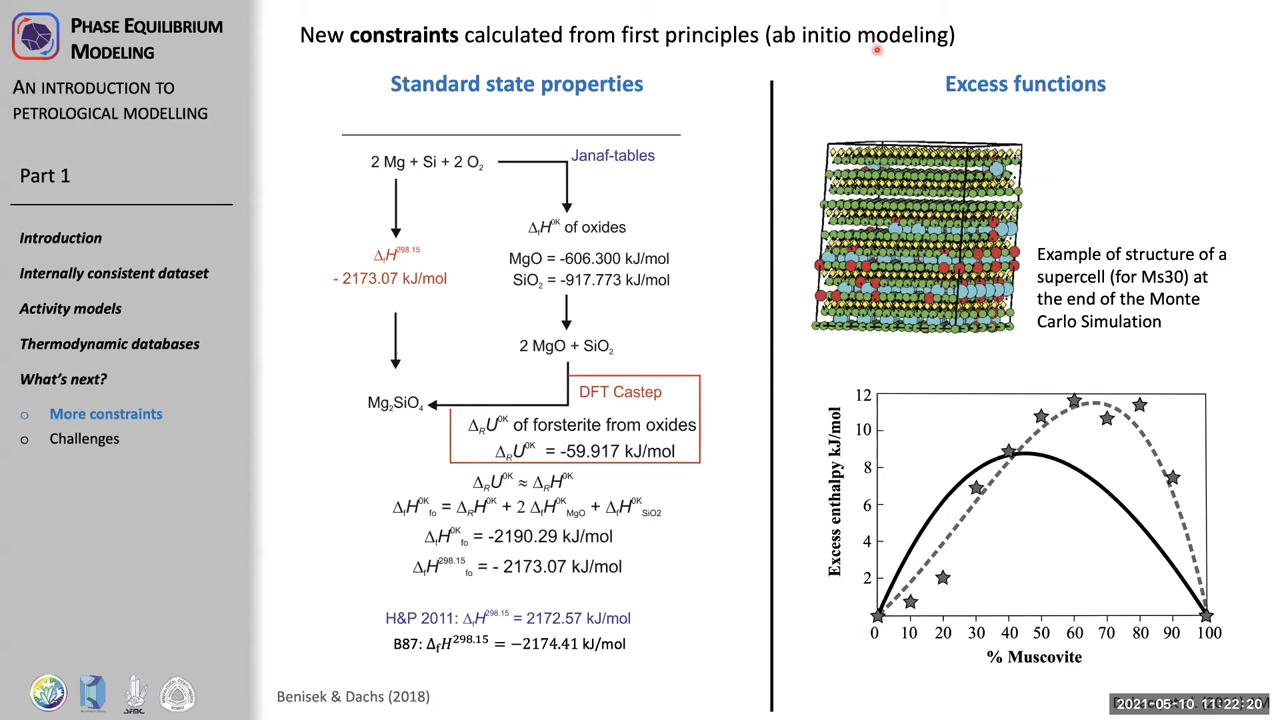 PHASE EQUILIBRIUM
MODELING
AN INTRODUCTION TO
PETROLOGICAL MODELLING
Part 1
Introduction
Internally consistent dataset
Activity models
Thermodynamic databases
What's next?
o More constraints
o Challenges
New constraints calculated from first principles (ab initio modeling)
Standard state properties
2 Mg + Si + 2 O₂
Janaf-tables
ΔfH^298.15
- 2173.07 kJ/mol
ΔfH^0K of oxides
MgO = -606.300 kJ/mol
SiO₂ = -917.773 kJ/mol
2 MgO + SiO₂
DFT Castep
Mg₂SiO₄
ΔRU^0K of forsterite from oxides
ΔRU^0K = -59.917 kJ/mol
ΔRU^0K ≈ ΔRH^0K
ΔfH^0K fo = ΔRH^0K + 2 ΔfH^0K MgO + ΔfH^0K SiO2
ΔfH^0K fo = -2190.29 kJ/mol
ΔfH^298.15 fo = - 2173.07 kJ/mol
H&P 2011: ΔfH^298.15 = 2172.57 kJ/mol
B87: ΔfH^298.15 = −2174.41 kJ/mol
Benisek & Dachs (2018)
Excess functions
Example of structure of a
supercell (for Ms30) at
the end of the Monte
Carlo Simulation
Excess enthalpy kJ/mol
12
10
8
6
4
2
0 10 20 30 40 50 60 70 80 90 100
% Muscovite
2021-05-10 11:22:20